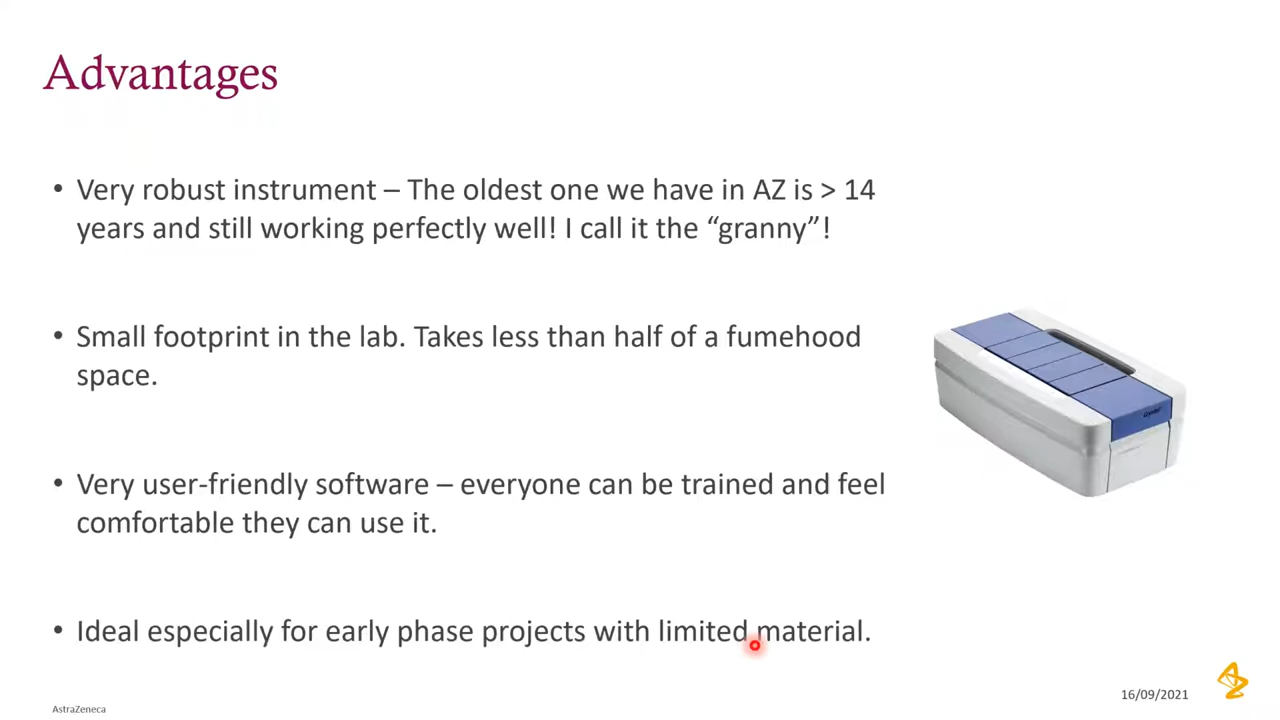 Advantages
• Very robust instrument – The oldest one we have in AZ is > 14
years and still working perfectly well! I call it the “granny”!
• Small footprint in the lab. Takes less than half of a fumehood
space.
• Very user-friendly software – everyone can be trained and feel
comfortable they can use it.
• Ideal especially for early phase projects with limited material.
16/09/2021
AstraZeneca